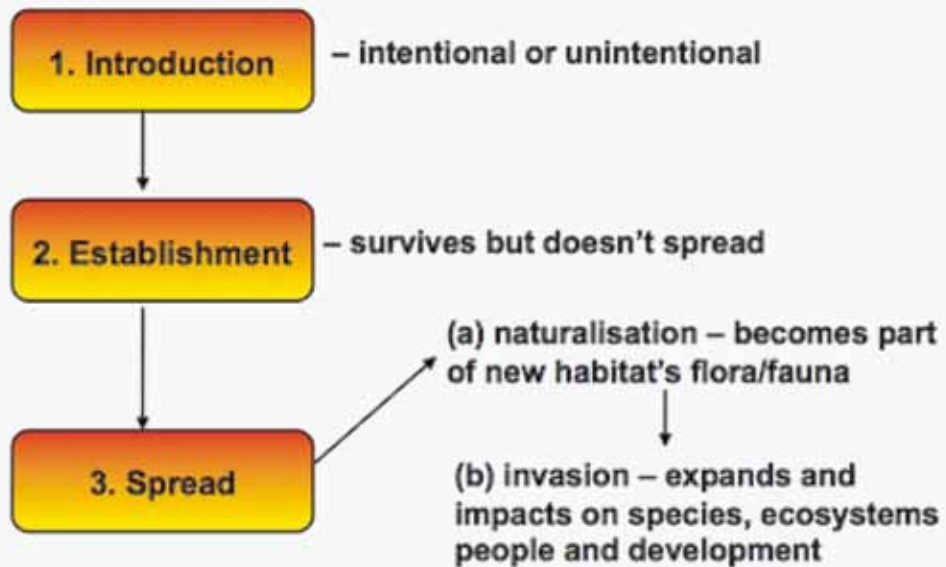 1. Introduction
– intentional or unintentional
2. Establishment
– survives but doesn't spread
3. Spread
(a) naturalisation – becomes part
of new habitat's flora/fauna
(b) invasion – expands and
impacts on species, ecosystems
people and development